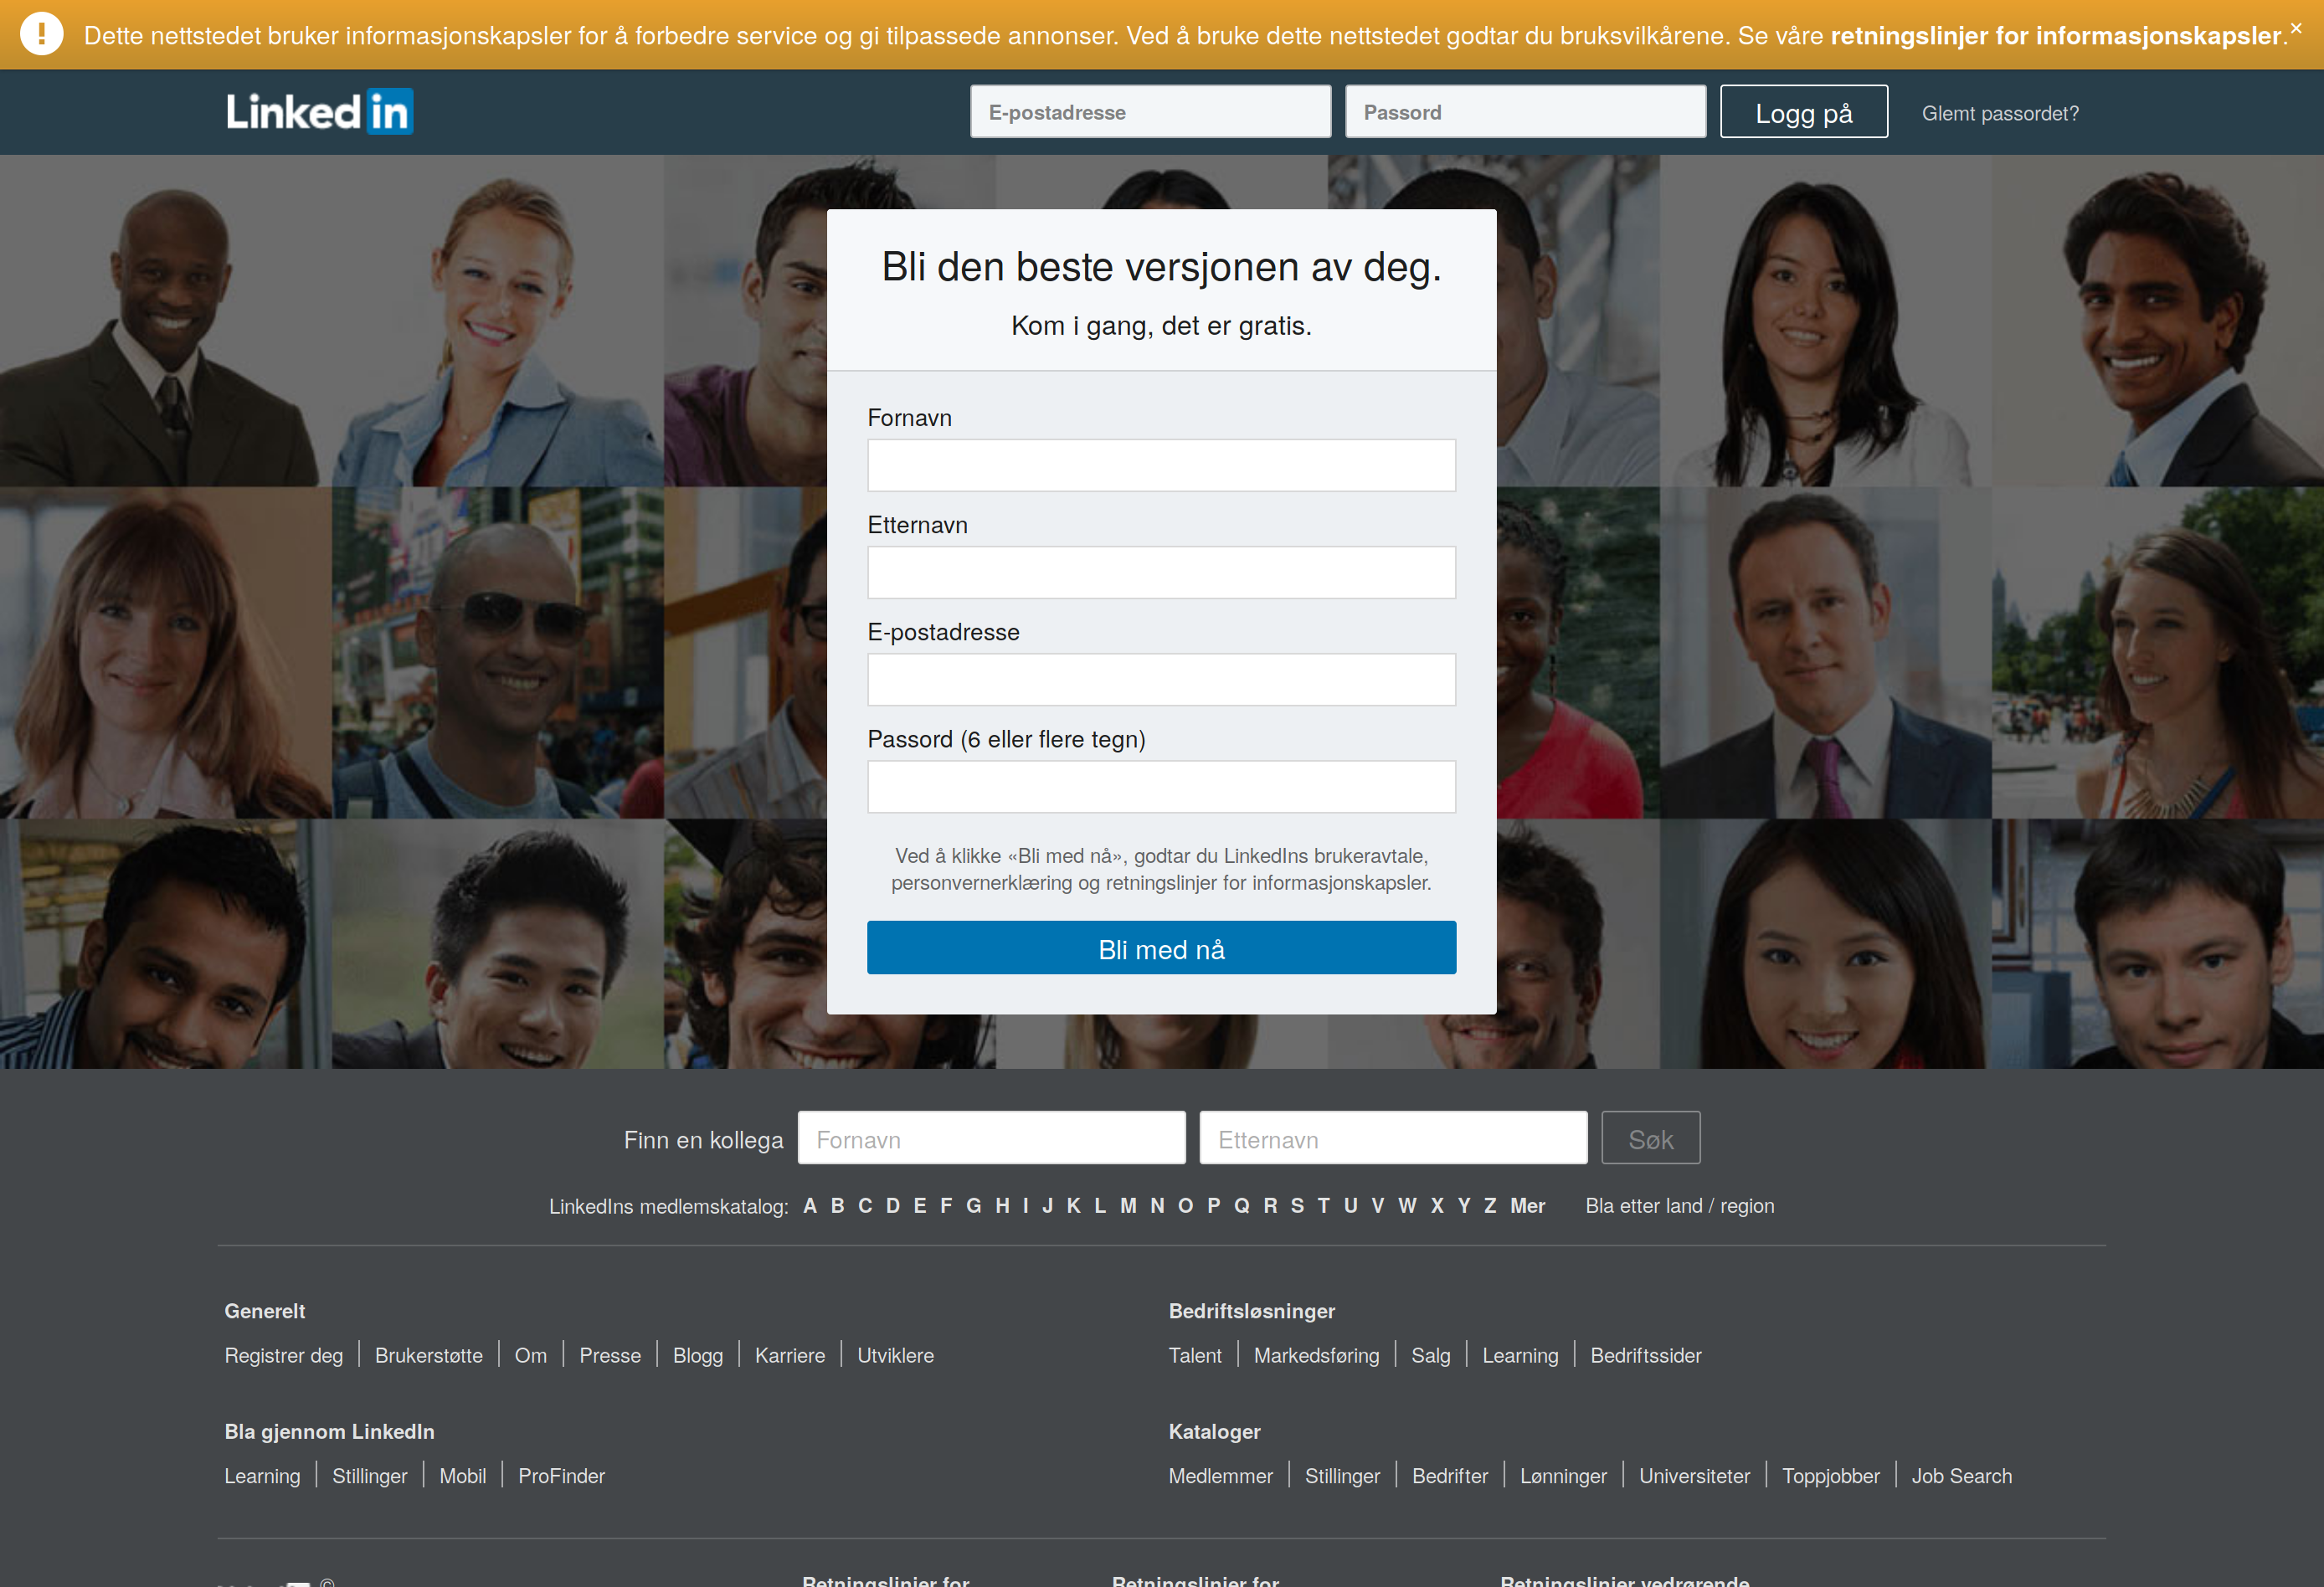 Dette nettstedet bruker informasjonskapsler for å forbedre service og gi tilpassede annonser. Ved å bruke dette nettstedet godtar du bruksvilkårene. Se våre retningslinjer for informasjonskapsler. ×
Linked in E-postadresse Passord Logg på Glemt passordet?
Bli den beste versjonen av deg.
Kom i gang, det er gratis.
Fornavn
Etternavn
E-postadresse
Passord (6 eller flere tegn)
Ved å klikke «Bli med nå», godtar du LinkedIns brukeravtale,
personvernerklæring og retningslinjer for informasjonskapsler.
Bli med nå
Finn en kollega Fornavn Etternavn Søk
LinkedIns medlemskatalog: A B C D E F G H I J K L M N O P Q R S T U V W X Y Z Mer Bla etter land / region
Generelt
Registrer deg Brukerstøtte Om Presse Blogg Karriere Utviklere
Bedriftsløsninger
Talent Markedsføring Salg Learning Bedriftssider
Bla gjennom LinkedIn
Learning Stillinger Mobil ProFinder
Kataloger
Medlemmer Stillinger Bedrifter Lønninger Universiteter Toppjobber Job Search
© Retningslinjer for Retningslinjer for Retningslinjer vedrørende